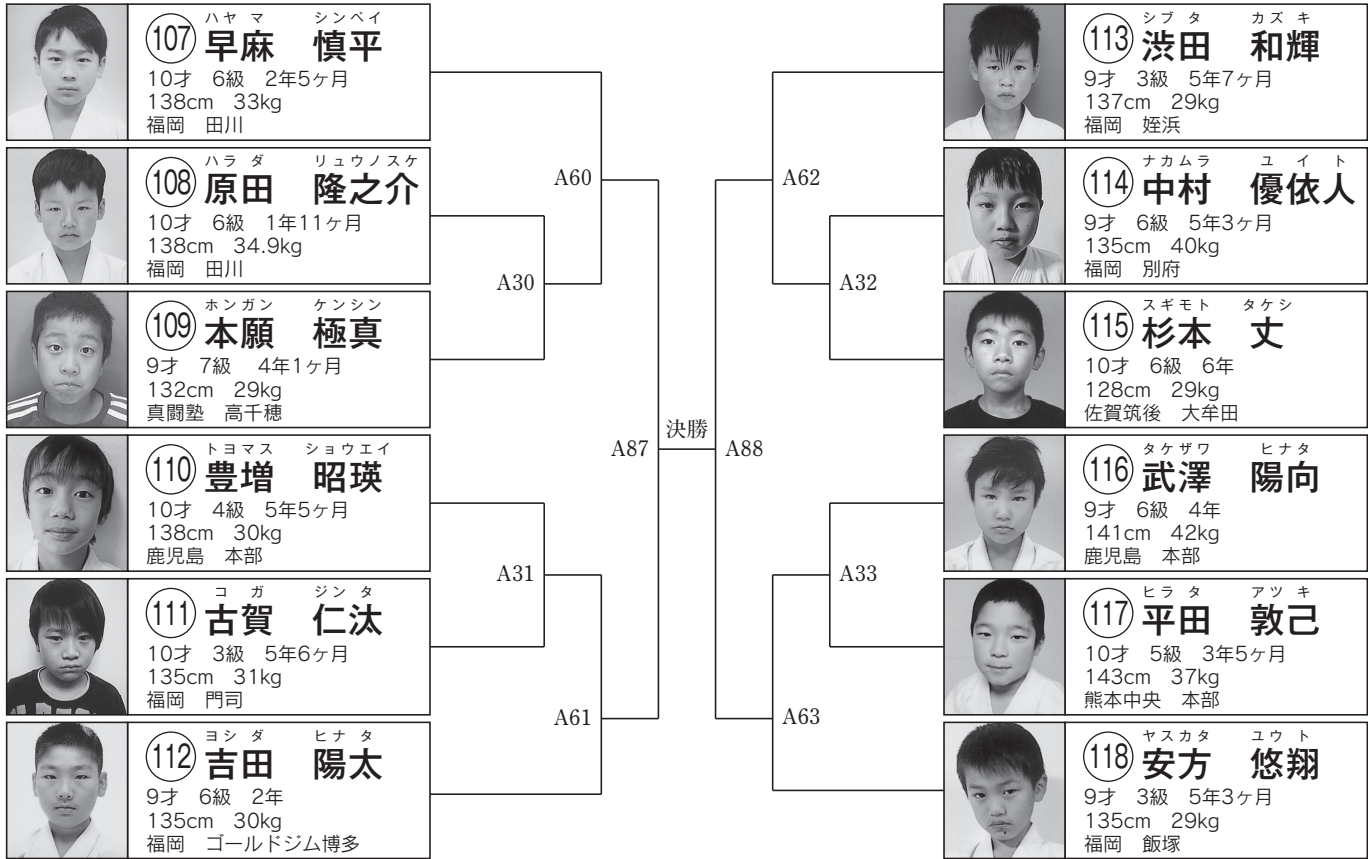 ハヤマ シンペイ
107 早麻 慎平
10才 6級 2年5ヶ月
138cm 33kg
福岡 田川
ハラダ リュウノスケ
108 原田 隆之介
10才 6級 1年11ヶ月
138cm 34.9kg
福岡 田川
ホンガン ケンシン
109 本願 極真
9才 7級 4年1ヶ月
132cm 29kg
真闘塾 高千穂
トヨマス ショウエイ
110 豊増 昭瑛
10才 4級 5年5ヶ月
138cm 30kg
鹿児島 本部
コガ ジンタ
111 古賀 仁汰
10才 3級 5年6ヶ月
135cm 31kg
福岡 門司
ヨシダ ヒナタ
112 吉田 陽太
9才 6級 2年
135cm 30kg
福岡 ゴールドジム博多
A60
A30
A31
A61
A87
決勝
A88
A62
A32
A33
A63
シブタ カズキ
113 渋田 和輝
9才 3級 5年7ヶ月
137cm 29kg
福岡 姪浜
ナカムラ ユイト
114 中村 優依人
9才 6級 5年3ヶ月
135cm 40kg
福岡 別府
スギモト タケシ
115 杉本 丈
10才 6級 6年
128cm 29kg
佐賀筑後 大牟田
タケザワ ヒナタ
116 武澤 陽向
9才 6級 4年
141cm 42kg
鹿児島 本部
ヒラタ アツキ
117 平田 敦己
10才 5級 3年5ヶ月
143cm 37kg
熊本中央 本部
ヤスカタ ユウト
118 安方 悠翔
9才 3級 5年3ヶ月
135cm 29kg
福岡 飯塚